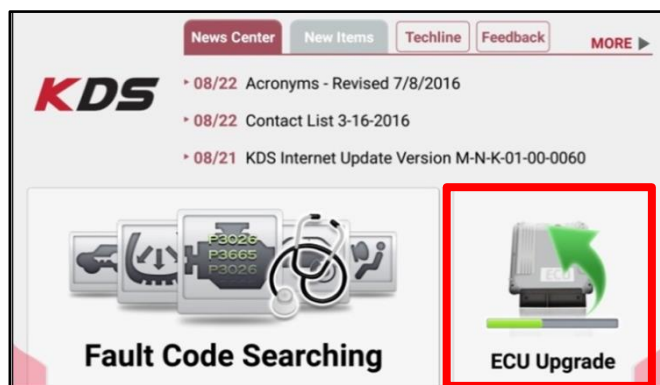 News Center New Items Techline Feedback MORE
KDS
08/22 Acronyms - Revised 7/8/2016
08/22 Contact List 3-16-2016
08/21 KDS Internet Update Version M-N-K-01-00-0060
P3026
P3665
P3026
ECU
Fault Code Searching
ECU Upgrade